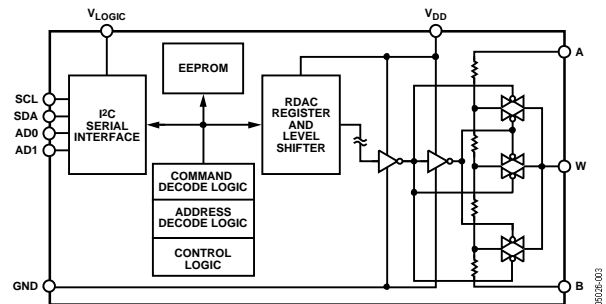 VLOGIC
VDD
A
EEPROM
SCL
SDA
AD0
AD1
I2C
SERIAL
INTERFACE
RDAC
REGISTER
AND
LEVEL
SHIFTER
W
COMMAND
DECODE LOGIC
ADDRESS
DECODE LOGIC
CONTROL
LOGIC
GND
B
05026-003